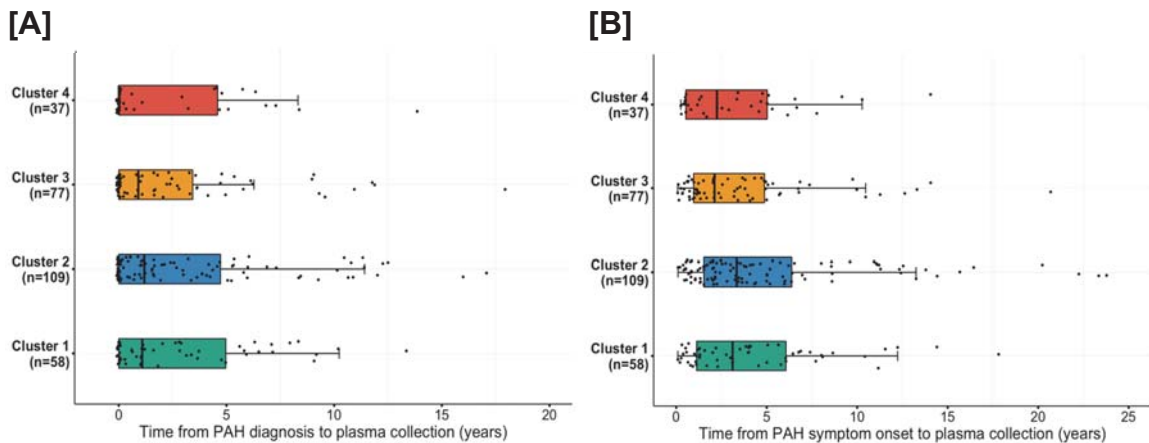 [A]
Cluster 4
(n=37)
Cluster 3
(n=77)
Cluster 2
(n=109)
Cluster 1
(n=58)
0 5 10 15 20
Time from PAH diagnosis to plasma collection (years)
[B]
Cluster 4
(n=37)
Cluster 3
(n=77)
Cluster 2
(n=109)
Cluster 1
(n=58)
0 5 10 15 20 25
Time from PAH symptom onset to plasma collection (years)